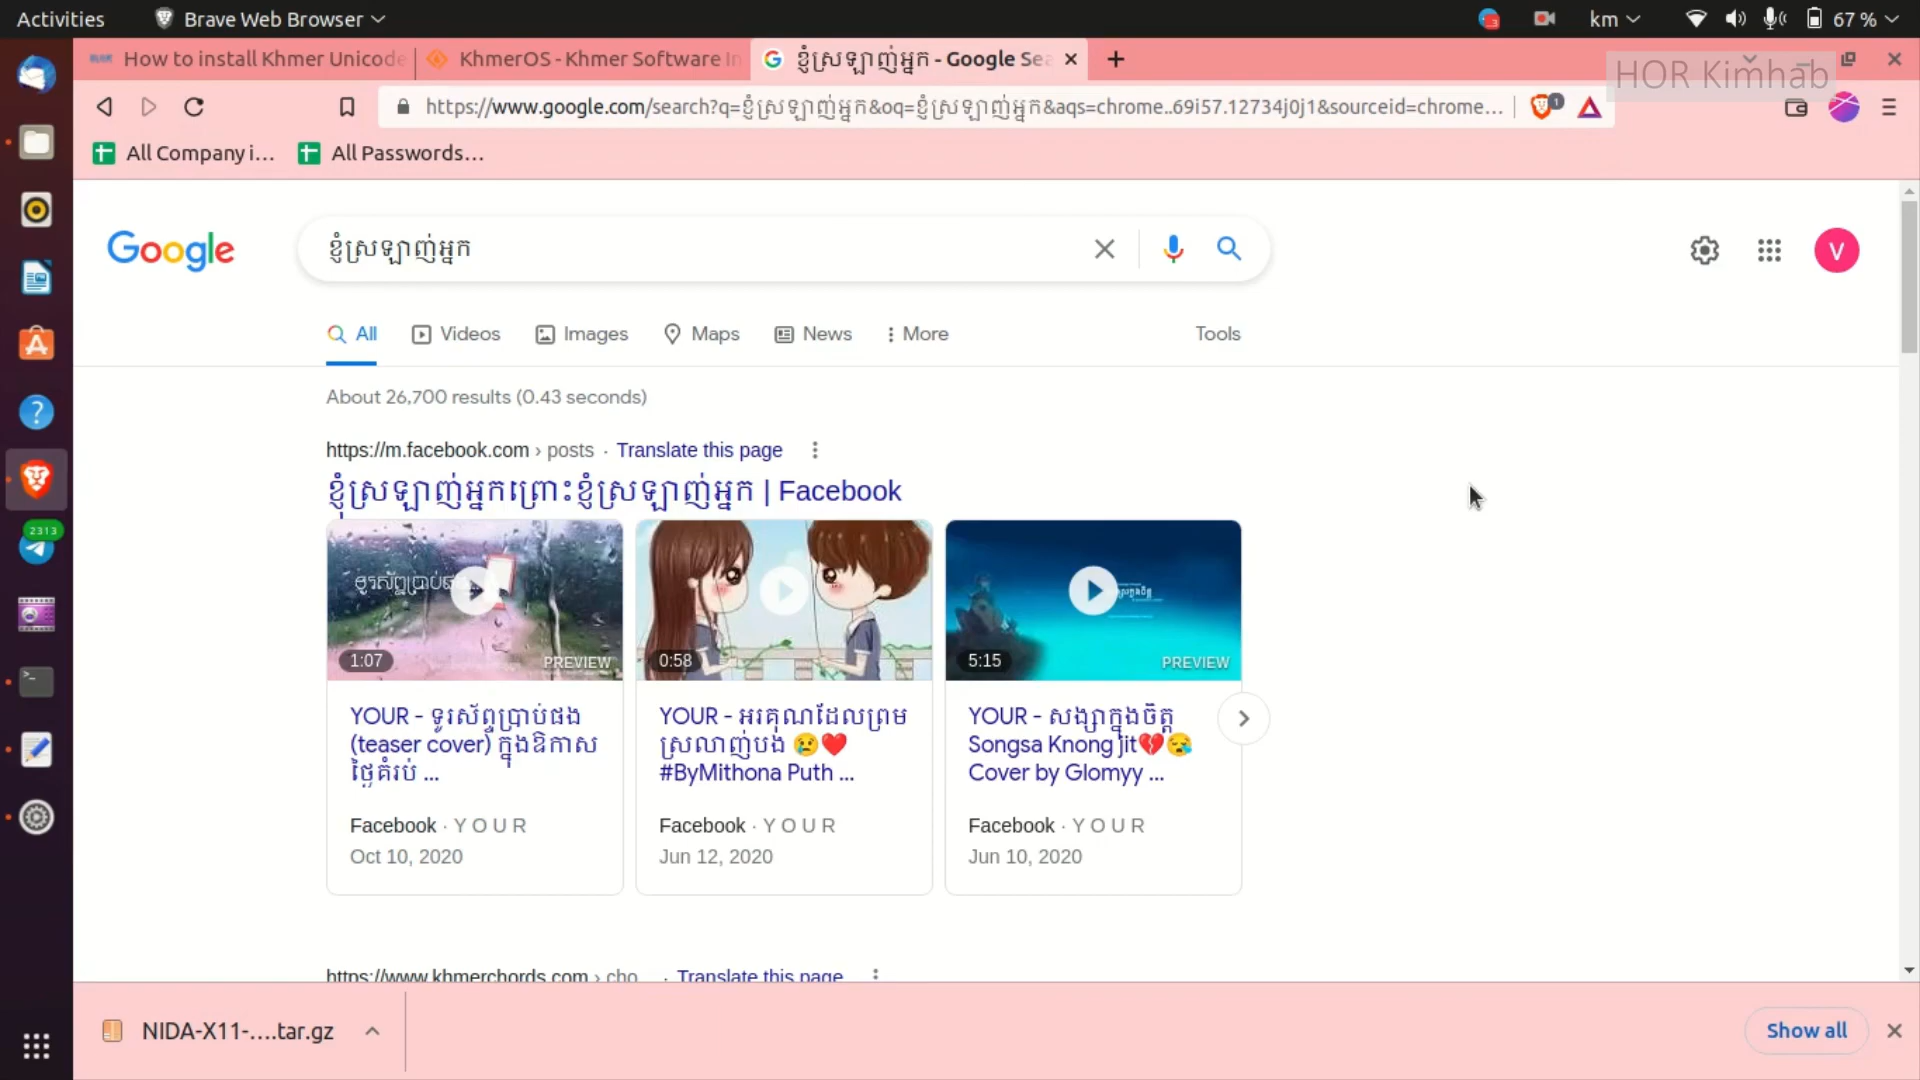 Activities
Brave Web Browser
km
67 %
How to install Khmer Unicode
KhmerOS - Khmer Software In
ខ្ញុំស្រឡាញ់អ្នក - Google Sea
HOR Kimhab
https://www.google.com/search?q=ខ្ញុំស្រឡាញ់អ្នក&oq=ខ្ញុំស្រឡាញ់អ្នក&aqs=chrome..69i57.12734j0j1&sourceid=chrome...
1
All Company i...
All Passwords...
Google
ខ្ញុំស្រឡាញ់អ្នក
V
All
Videos
Images
Maps
News
More
Tools
About 26,700 results (0.43 seconds)
https://m.facebook.com › posts · Translate this page
ខ្ញុំស្រឡាញ់អ្នកព្រោះខ្ញុំស្រឡាញ់អ្នក | Facebook
2313
1:07
PREVIEW
0:58
5:15
PREVIEW
YOUR - ទូរស័ព្ទប្រាប់ផង
(teaser cover) ក្នុងឱកាស
ថ្ងៃគំរប់ ...
Facebook · Y O U R
Oct 10, 2020
YOUR - អរគុណដែលព្រម
ស្រលាញ់បង 😢❤️
#ByMithona Puth ...
Facebook · Y O U R
Jun 12, 2020
YOUR - សង្សាក្នុងចិត្ត
Songsa Knong jit💔😪
Cover by Glomyy ...
Facebook · Y O U R
Jun 10, 2020
https://www.khmerchords.com › cho... · Translate this page
NIDA-X11-....tar.gz
Show all